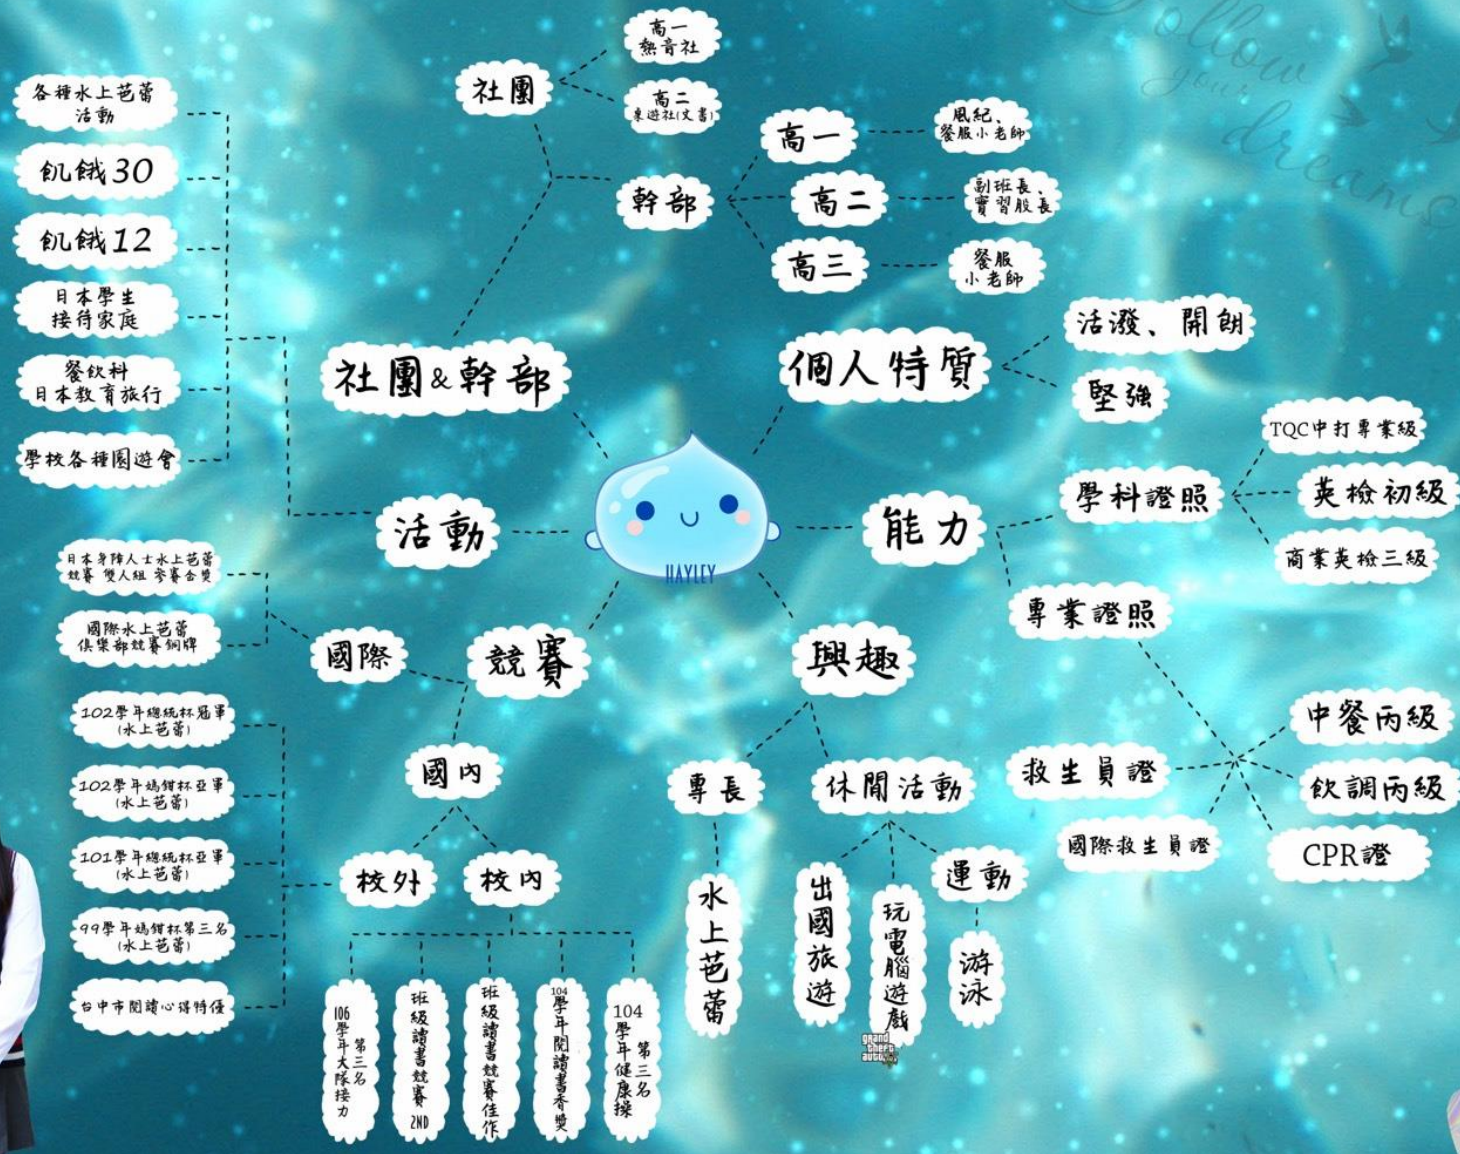 Follow
your
dreams
社團&幹部
社團
高一
熱音社
高二
東遊社(文書)
幹部
高一
風紀、
餐服小老師
高二
副班長、
實習股長
高三
餐服
小老師
個人特質
活潑、開朗
堅強
各種水上芭蕾
活動
飢餓30
飢餓12
日本學生
接待家庭
餐飲科
日本教育旅行
學校各種園遊會
活動
HAYLEY
能力
學科證照
TQC中打專業級
英檢初級
商業英檢三級
專業證照
中餐丙級
救生員證
飲調丙級
國際救生員證
CPR證
競賽
國際
日本身障人士水上芭蕾
競賽 雙人組 參賽金獎
國際水上芭蕾
俱樂部競賽銅牌
國內
校外
102學年總統杯冠軍
(水上芭蕾)
102學年媽鉗杯亞軍
(水上芭蕾)
101學年總統杯亞軍
(水上芭蕾)
99學年媽鉗杯第三名
(水上芭蕾)
台中市閱讀心得特優
校內
106學年大隊接力
第三名
班級讀書競賽 2ND
班級讀書競賽佳作
104學年閱讀書香獎
104學年健康操
第三名
興趣
專長
水上芭蕾
休閒活動
出國旅遊
玩電腦遊戲
grand
theft
auto
運動
游泳